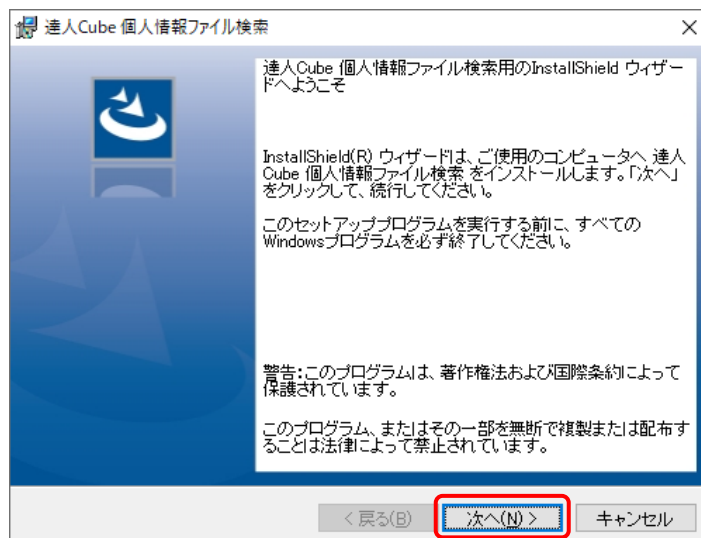 達人Cube 個人情報ファイル検索
達人Cube 個人情報ファイル検索用のInstallShield ウィザー
ドへようこそ
InstallShield(R) ウィザードは、ご使用のコンピュータへ 達人
Cube 個人情報ファイル検索 をインストールします。「次へ」
をクリックして、続行してください。
このセットアッププログラムを実行する前に、すべての
Windowsプログラムを必ず終了してください。
警告:このプログラムは、著作権法および国際条約によって
保護されています。
このプログラム、またはその一部を無断で複製または配布す
ることは法律によって禁止されています。
< 戻る(B) 次へ(N) > キャンセル